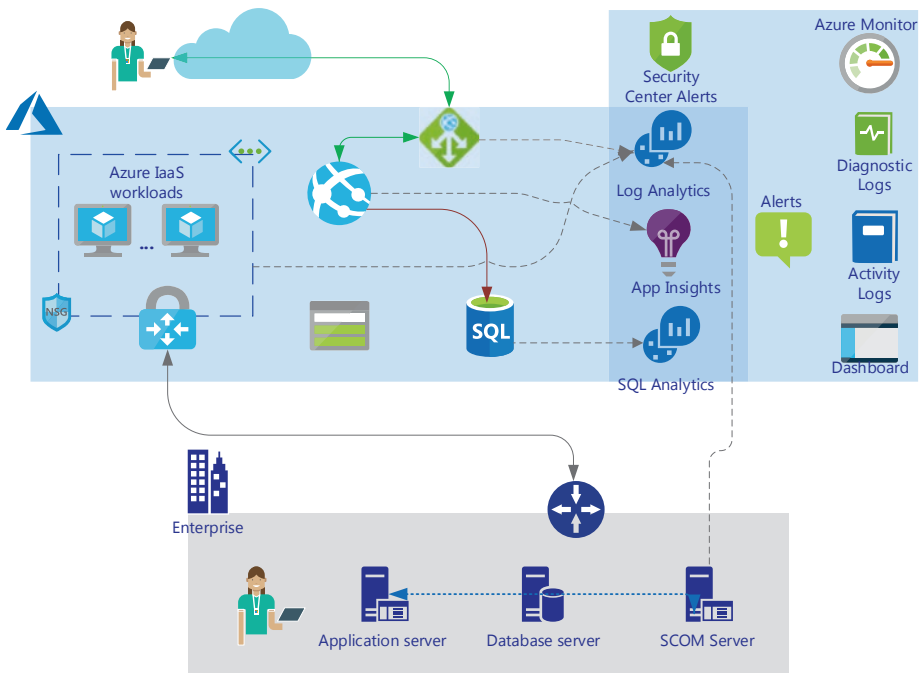 Azure Monitor
Security
Center Alerts
Azure IaaS
workloads
...
Diagnostic
Logs
Log Analytics
Alerts
!
Activity
Logs
App Insights
NSG
SQL
Dashboard
SQL Analytics
Enterprise
Application server
Database server
SCOM Server